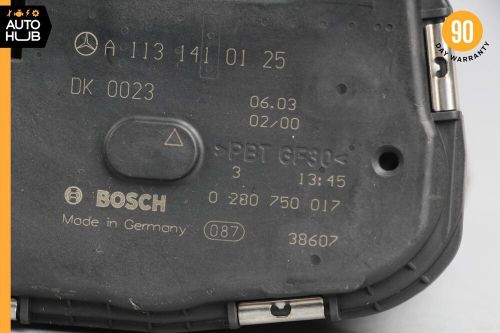 AUTO
HUB
90
DAY WARRANTY
A 113 141 01 25
DK 0023
06.03
02/00
>PBT GF30<
3 13:45
BOSCH 0 280 750 017
Made in Germany 087 38607